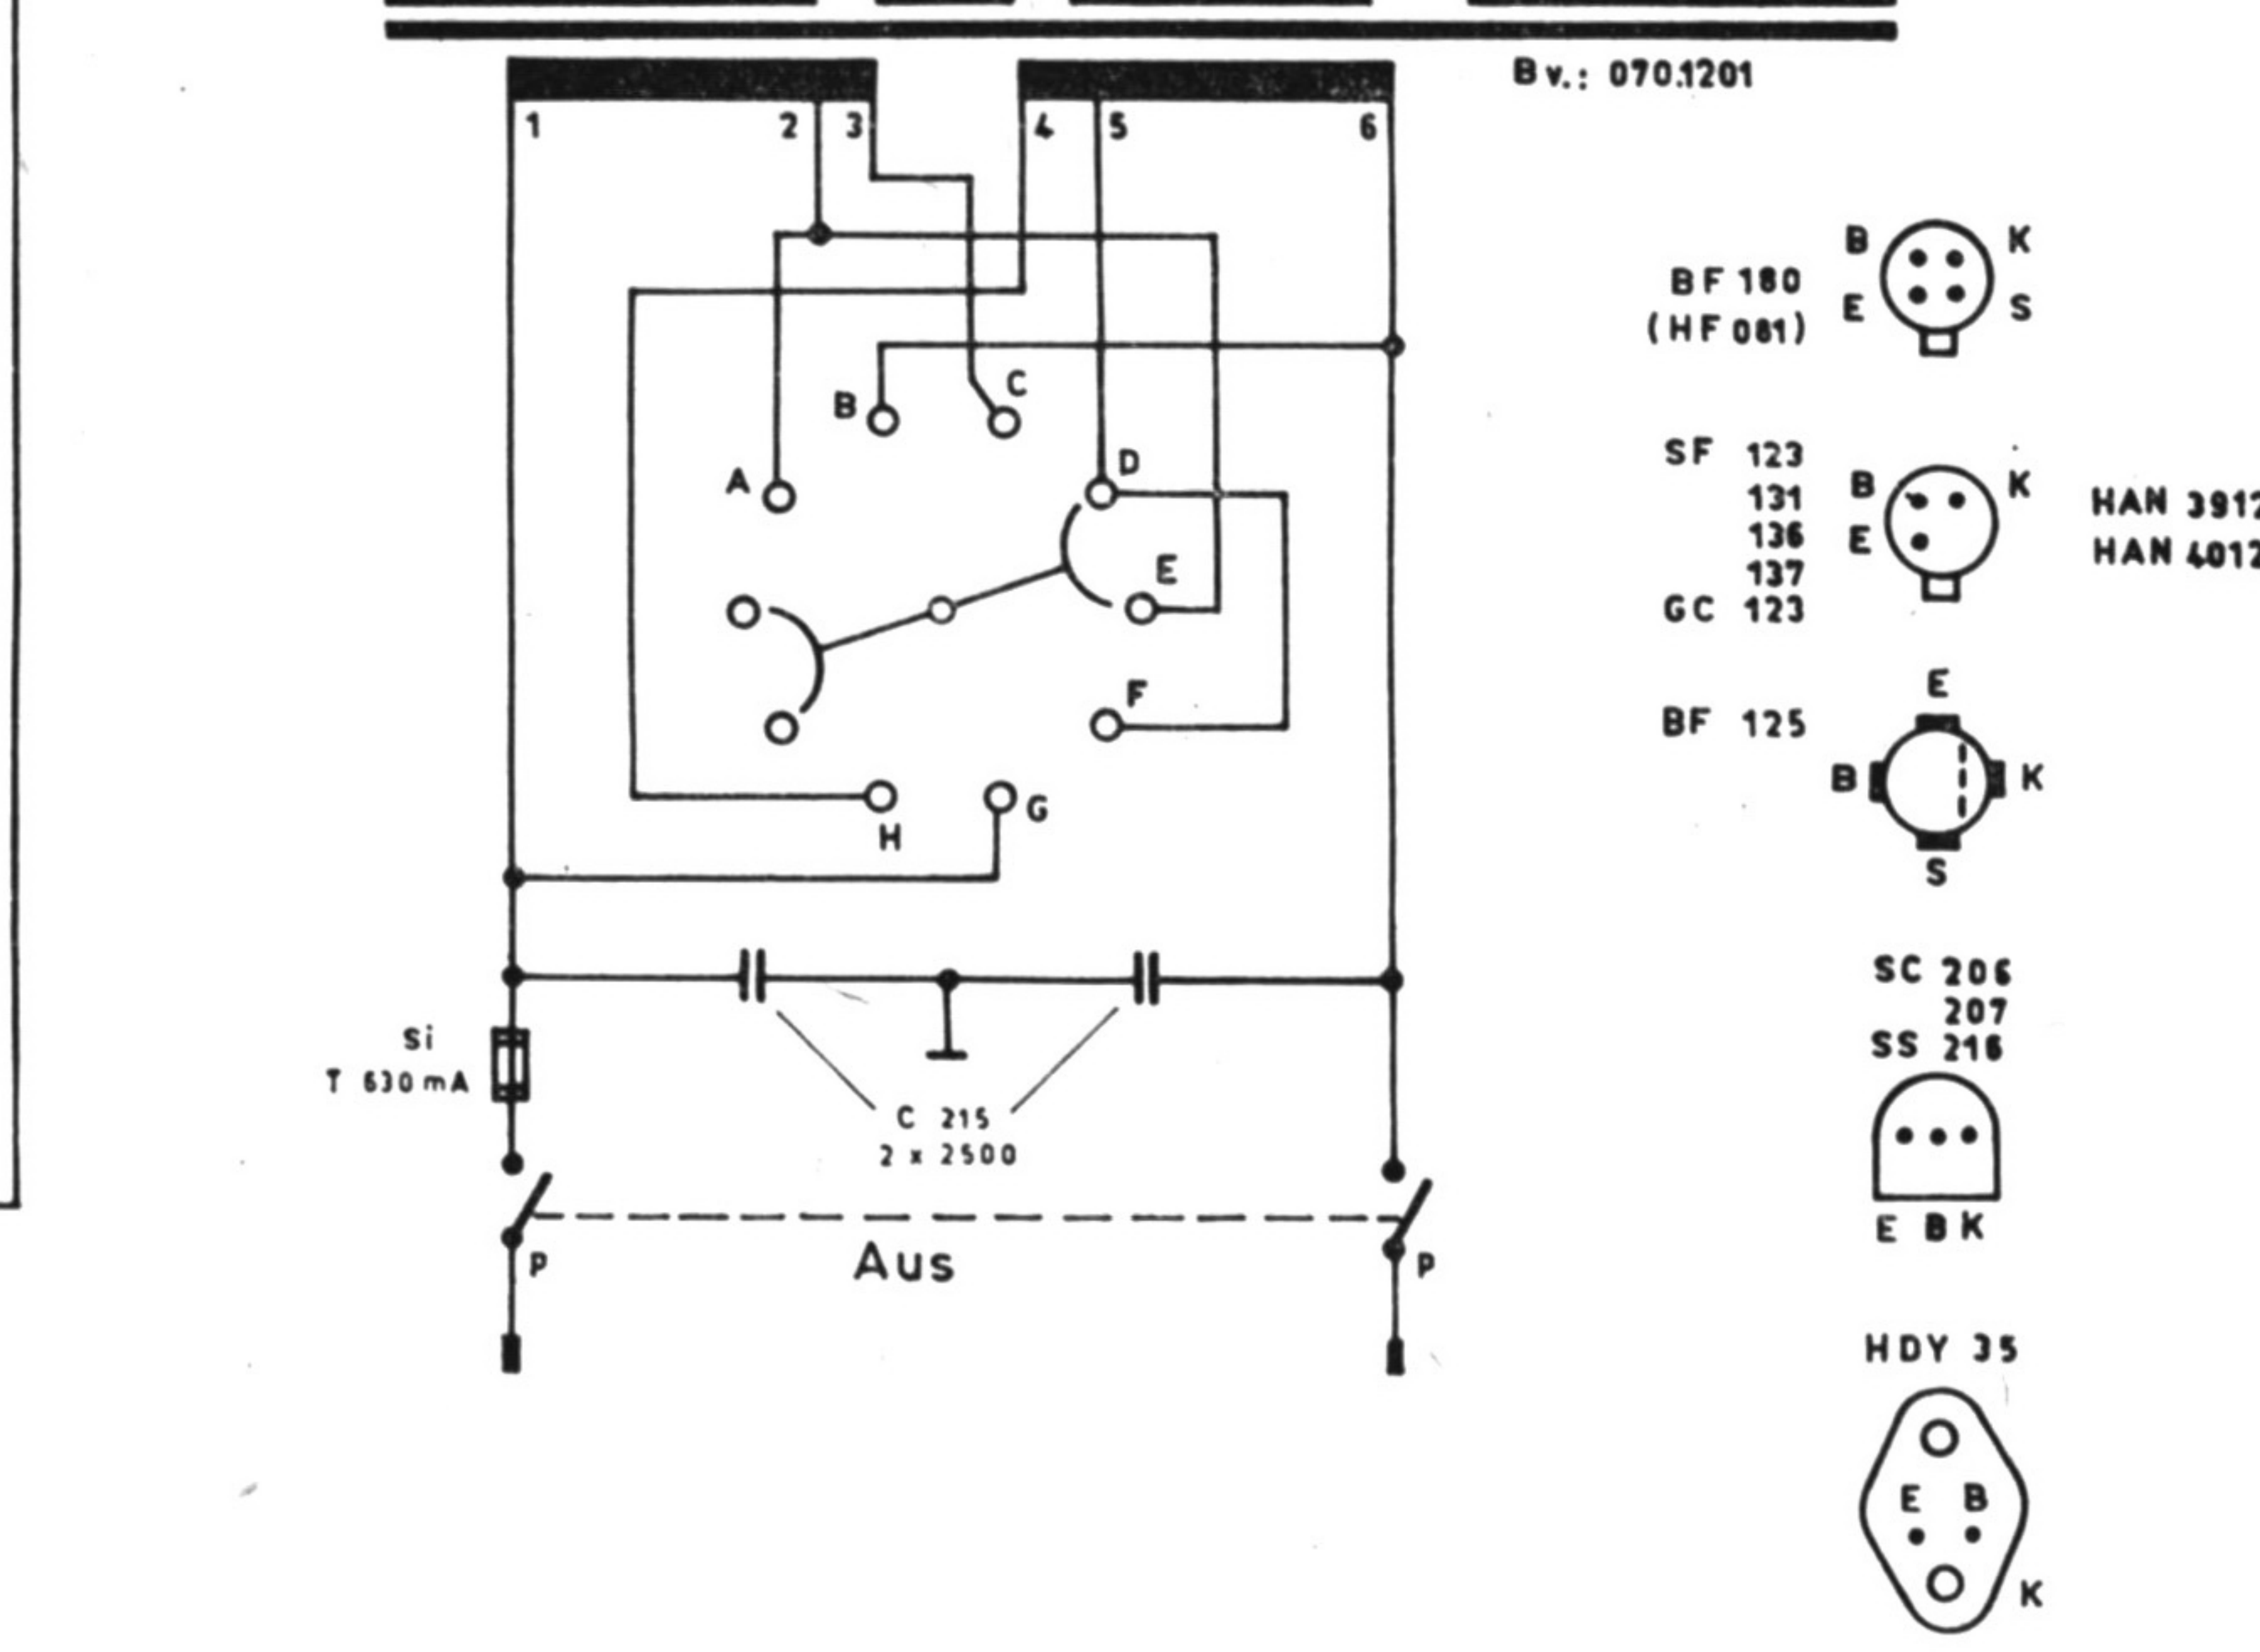 Bv.: 070.1201
1 2 3 4 5 6
B C
A D
E
F
H G
Si
T 630 mA
C 215
2 x 2500
P Aus P
B K
BF 180
(HF 081)
E S
SF 123
131
136
137
GC 123
B K
E
HAN 3912
HAN 4012
E
BF 125
B K
S
SC 206
207
SS 216
E B K
HDY 35
E B
K